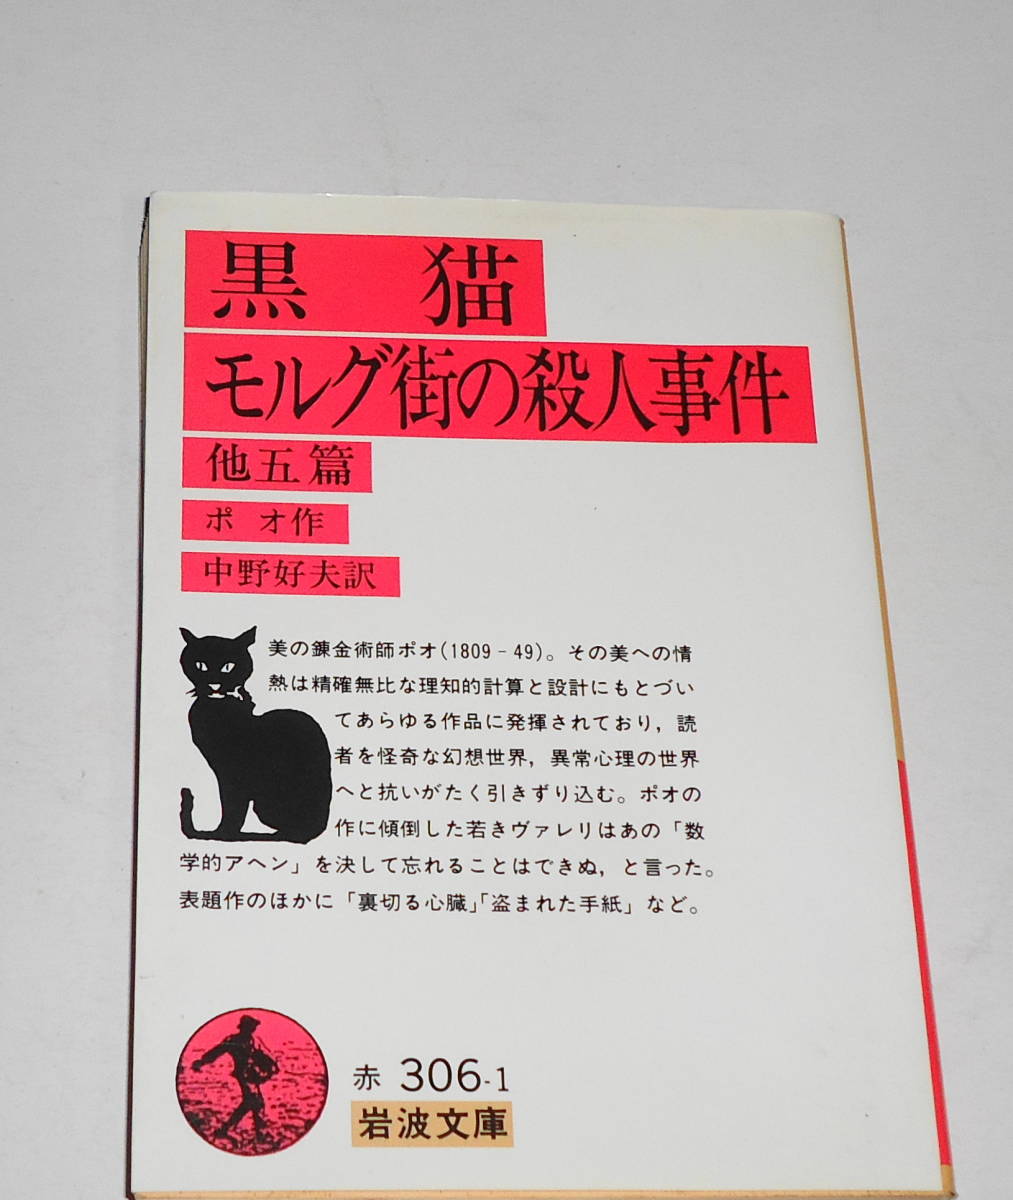 黒 猫
モルグ街の殺人事件
他五篇
ポオ作
中野好夫訳
美の錬金術師ポオ(1809－49)。その美への情
熱は精確無比な理知的計算と設計にもとづい
てあらゆる作品に発揮されており，読
者を怪奇な幻想世界，異常心理の世界
へと抗いがたく引きずり込む。ポオの
作に傾倒した若きヴァレリはあの「数
学的アヘン」を決して忘れることはできぬ，と言った。
表題作のほかに「裏切る心臓」「盗まれた手紙」など。
赤 306-1
岩波文庫